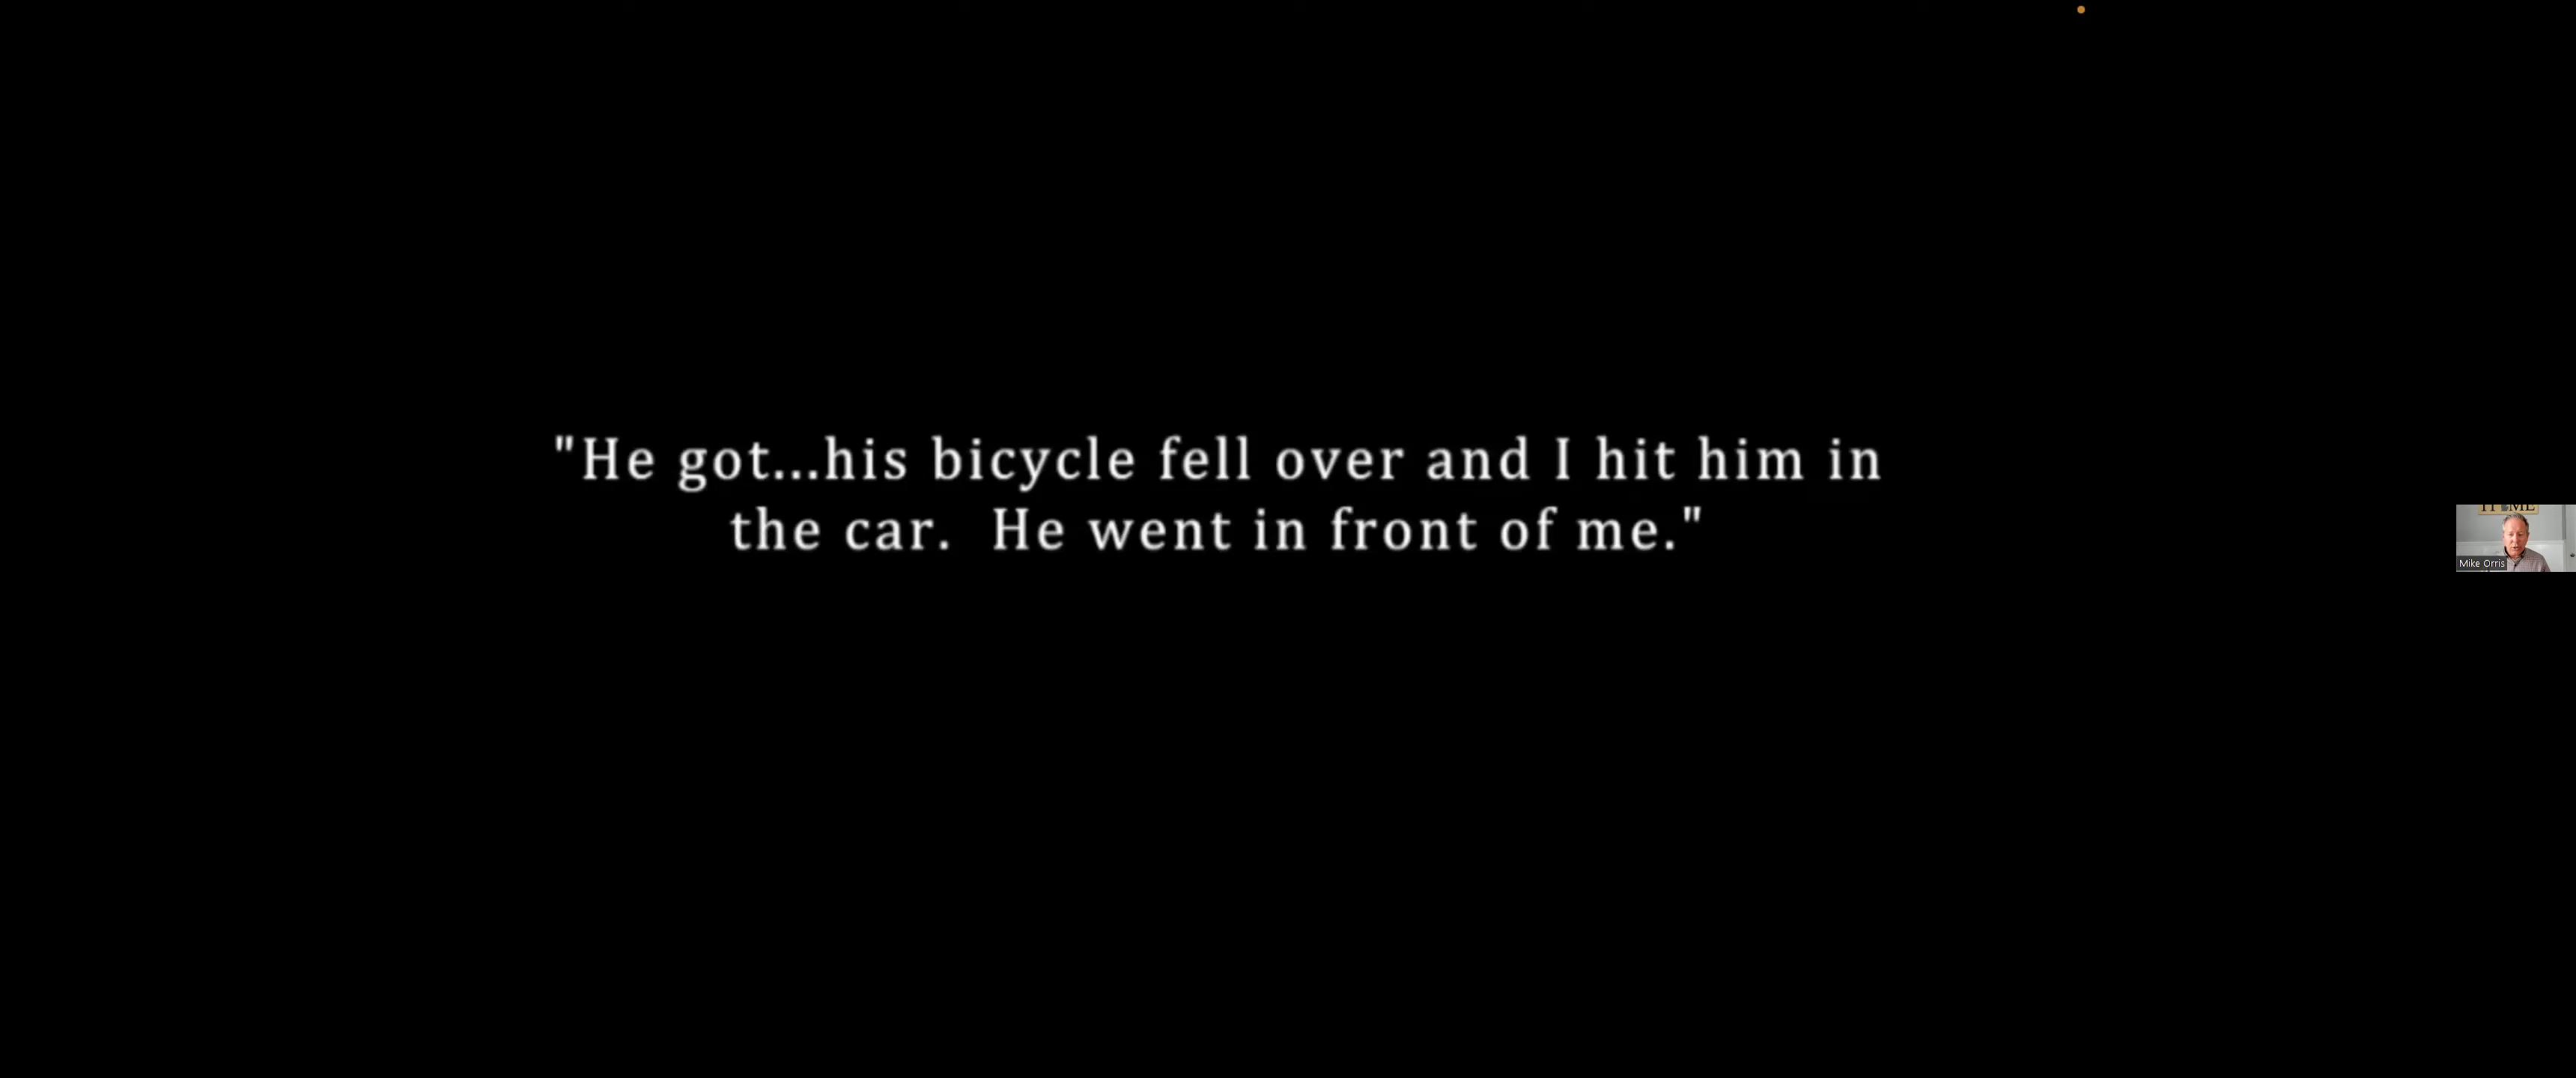 "He got...his bicycle fell over and I hit him in
the car.  He went in front of me."
Mike Orris